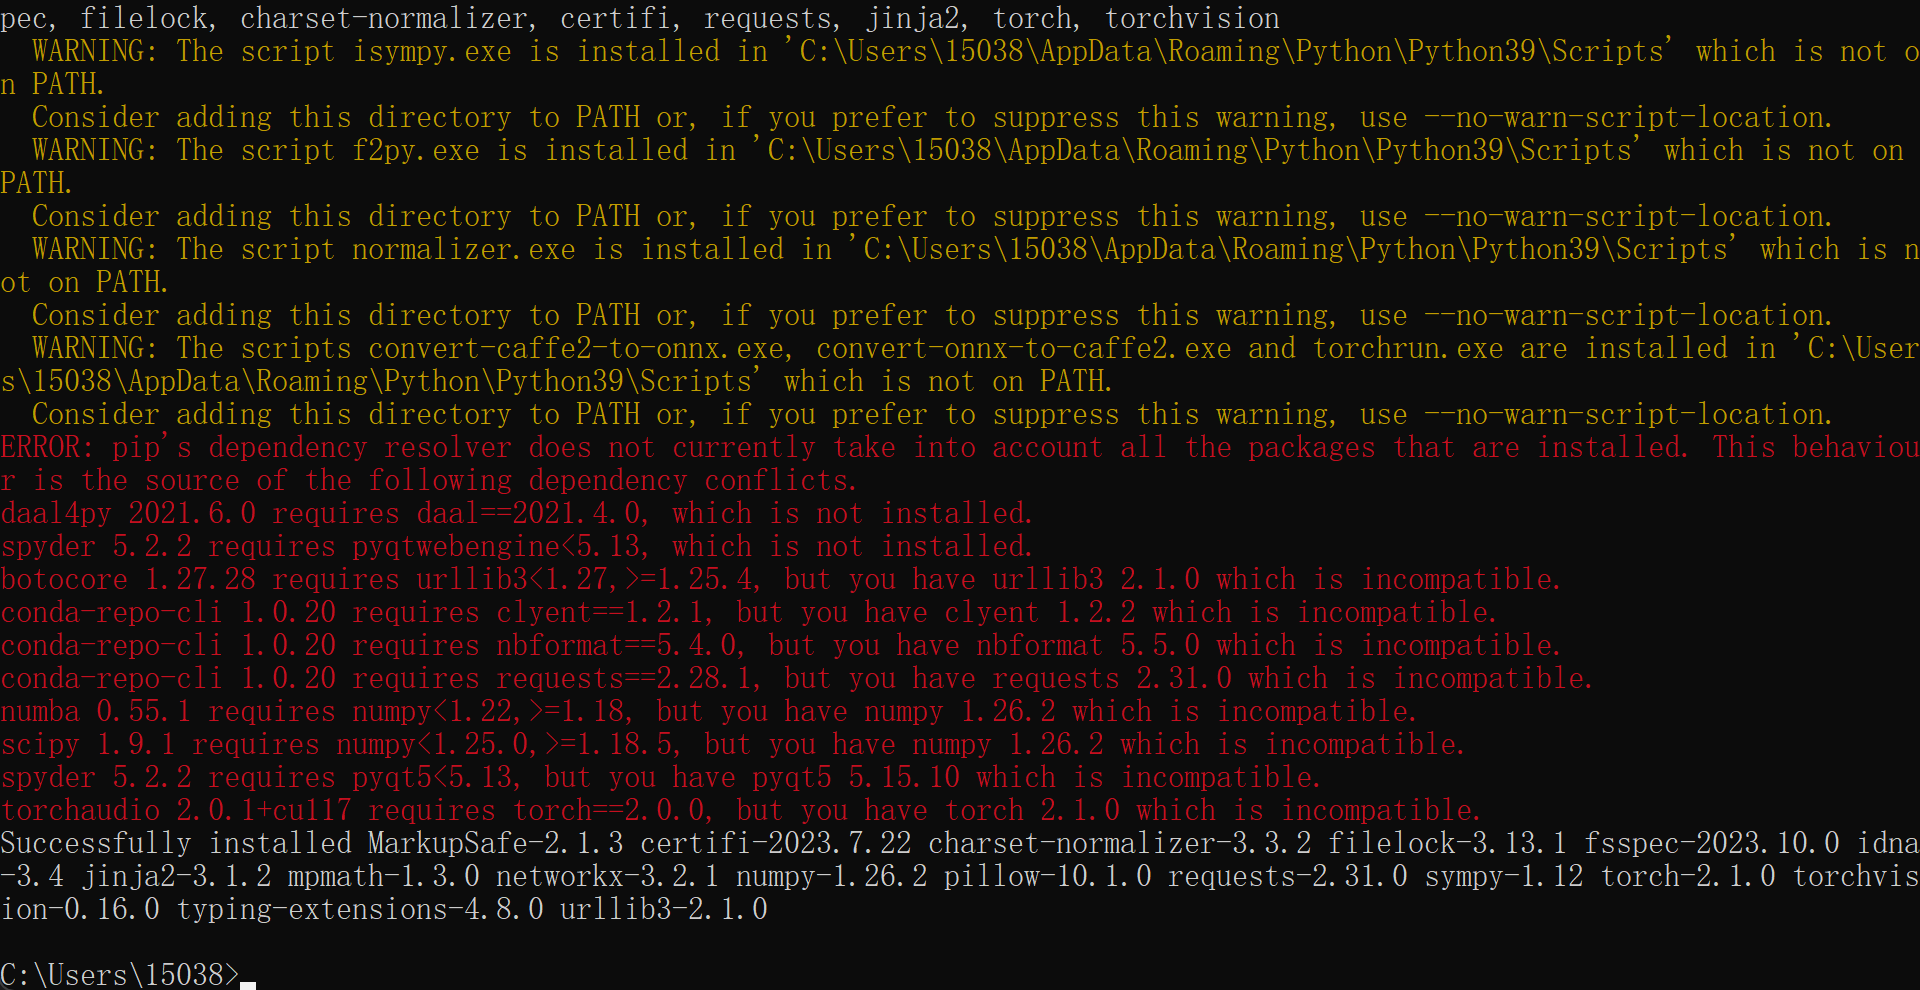 pec, filelock, charset-normalizer, certifi, requests, jinja2, torch, torchvision
  WARNING: The script isympy.exe is installed in 'C:\Users\15038\AppData\Roaming\Python\Python39\Scripts' which is not o
n PATH.
  Consider adding this directory to PATH or, if you prefer to suppress this warning, use --no-warn-script-location.
  WARNING: The script f2py.exe is installed in 'C:\Users\15038\AppData\Roaming\Python\Python39\Scripts' which is not on
PATH.
  Consider adding this directory to PATH or, if you prefer to suppress this warning, use --no-warn-script-location.
  WARNING: The script normalizer.exe is installed in 'C:\Users\15038\AppData\Roaming\Python\Python39\Scripts' which is n
ot on PATH.
  Consider adding this directory to PATH or, if you prefer to suppress this warning, use --no-warn-script-location.
  WARNING: The scripts convert-caffe2-to-onnx.exe, convert-onnx-to-caffe2.exe and torchrun.exe are installed in 'C:\User
s\15038\AppData\Roaming\Python\Python39\Scripts' which is not on PATH.
  Consider adding this directory to PATH or, if you prefer to suppress this warning, use --no-warn-script-location.
ERROR: pip's dependency resolver does not currently take into account all the packages that are installed. This behaviou
r is the source of the following dependency conflicts.
daal4py 2021.6.0 requires daal==2021.4.0, which is not installed.
spyder 5.2.2 requires pyqtwebengine<5.13, which is not installed.
botocore 1.27.28 requires urllib3<1.27,>=1.25.4, but you have urllib3 2.1.0 which is incompatible.
conda-repo-cli 1.0.20 requires clyent==1.2.1, but you have clyent 1.2.2 which is incompatible.
conda-repo-cli 1.0.20 requires nbformat==5.4.0, but you have nbformat 5.5.0 which is incompatible.
conda-repo-cli 1.0.20 requires requests==2.28.1, but you have requests 2.31.0 which is incompatible.
numba 0.55.1 requires numpy<1.22,>=1.18, but you have numpy 1.26.2 which is incompatible.
scipy 1.9.1 requires numpy<1.25.0,>=1.18.5, but you have numpy 1.26.2 which is incompatible.
spyder 5.2.2 requires pyqt5<5.13, but you have pyqt5 5.15.10 which is incompatible.
torchaudio 2.0.1+cu117 requires torch==2.0.0, but you have torch 2.1.0 which is incompatible.
Successfully installed MarkupSafe-2.1.3 certifi-2023.7.22 charset-normalizer-3.3.2 filelock-3.13.1 fsspec-2023.10.0 idna
-3.4 jinja2-3.1.2 mpmath-1.3.0 networkx-3.2.1 numpy-1.26.2 pillow-10.1.0 requests-2.31.0 sympy-1.12 torch-2.1.0 torchvis
ion-0.16.0 typing-extensions-4.8.0 urllib3-2.1.0
C:\Users\15038>